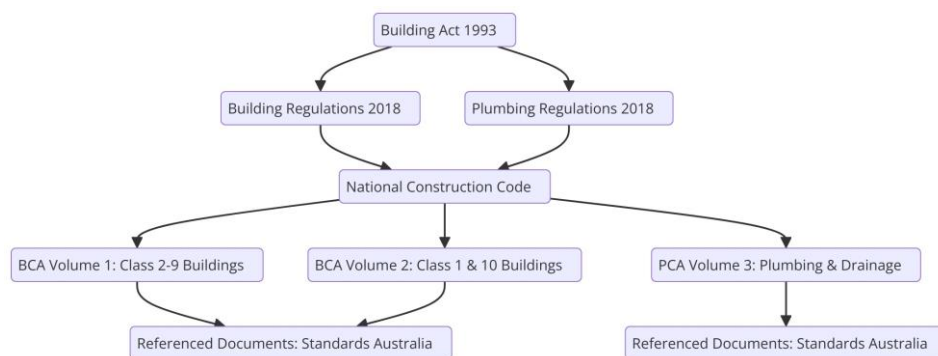 Building Act 1993
Building Regulations 2018
Plumbing Regulations 2018
National Construction Code
BCA Volume 1: Class 2-9 Buildings
BCA Volume 2: Class 1 & 10 Buildings
PCA Volume 3: Plumbing & Drainage
Referenced Documents: Standards Australia
Referenced Documents: Standards Australia